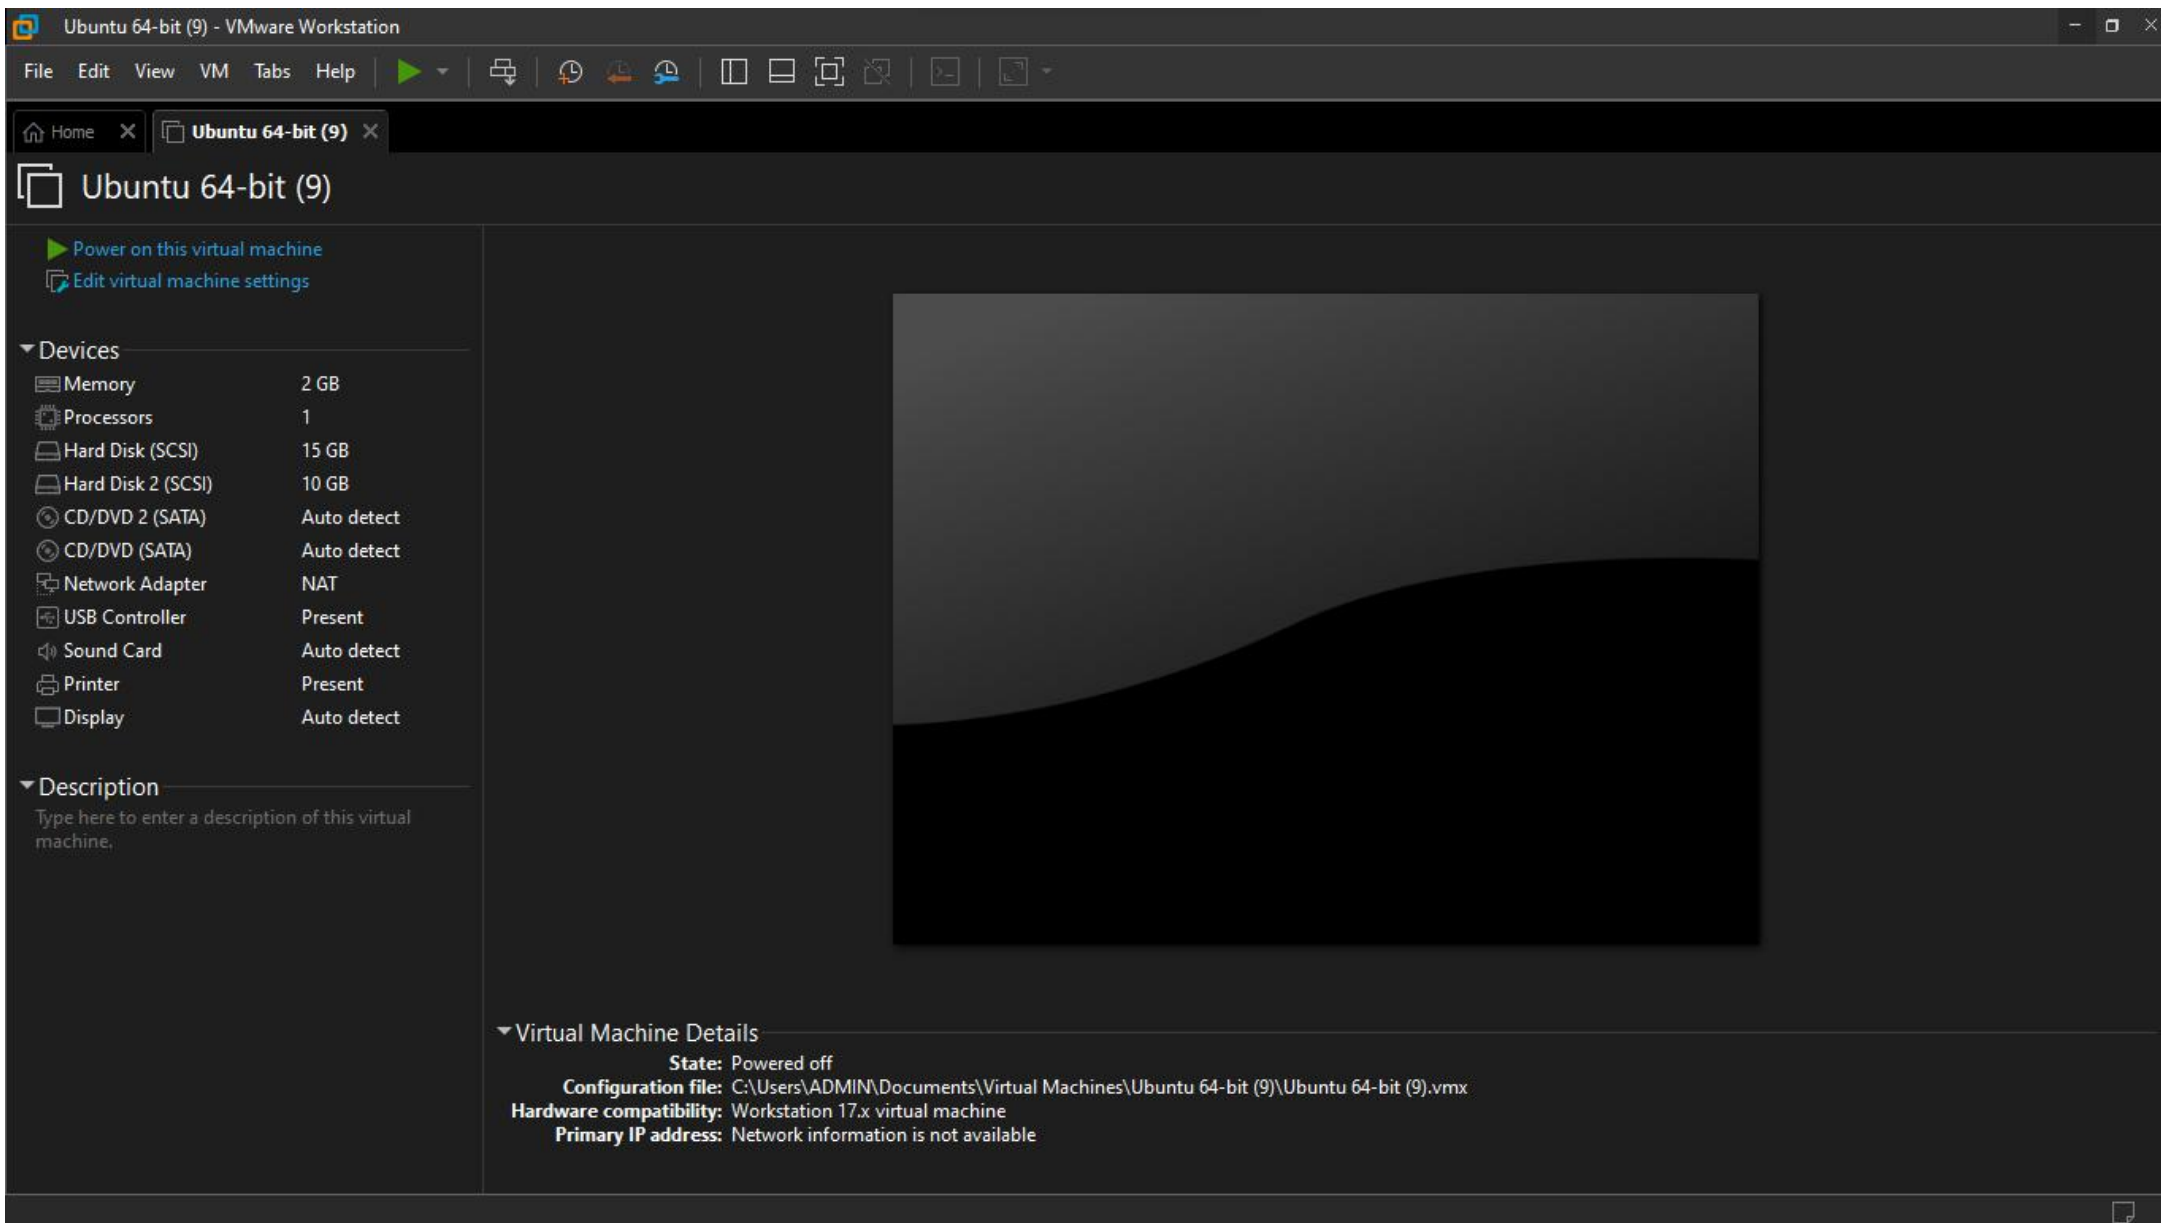 Ubuntu 64-bit (9) - VMware Workstation
File Edit View VM Tabs Help
Home Ubuntu 64-bit (9)
Ubuntu 64-bit (9)
Power on this virtual machine
Edit virtual machine settings
Devices
Memory 2 GB
Processors 1
Hard Disk (SCSI) 15 GB
Hard Disk 2 (SCSI) 10 GB
CD/DVD 2 (SATA) Auto detect
CD/DVD (SATA) Auto detect
Network Adapter NAT
USB Controller Present
Sound Card Auto detect
Printer Present
Display Auto detect
Description
Type here to enter a description of this virtual
machine.
Virtual Machine Details
State: Powered off
Configuration file: C:\Users\ADMIN\Documents\Virtual Machines\Ubuntu 64-bit (9)\Ubuntu 64-bit (9).vmx
Hardware compatibility: Workstation 17.x virtual machine
Primary IP address: Network information is not available